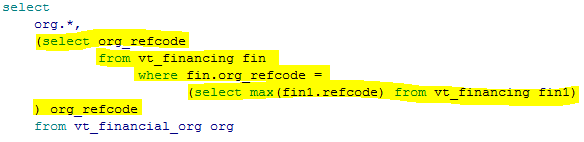 select
org.*,
(select org_refcode
from vt_financing fin
where fin.org_refcode =
(select max(fin1.refcode) from vt_financing fin1)
) org_refcode
from vt_financial_org org